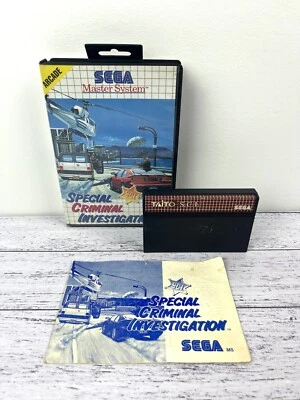 ARCADE
SEGA
Master System
SPECIAL
CRIMINAL
INVESTIGATION
TAITO S.C.I.
SEGA
SPECIAL
CRIMINAL
INVESTIGATION
SEGA